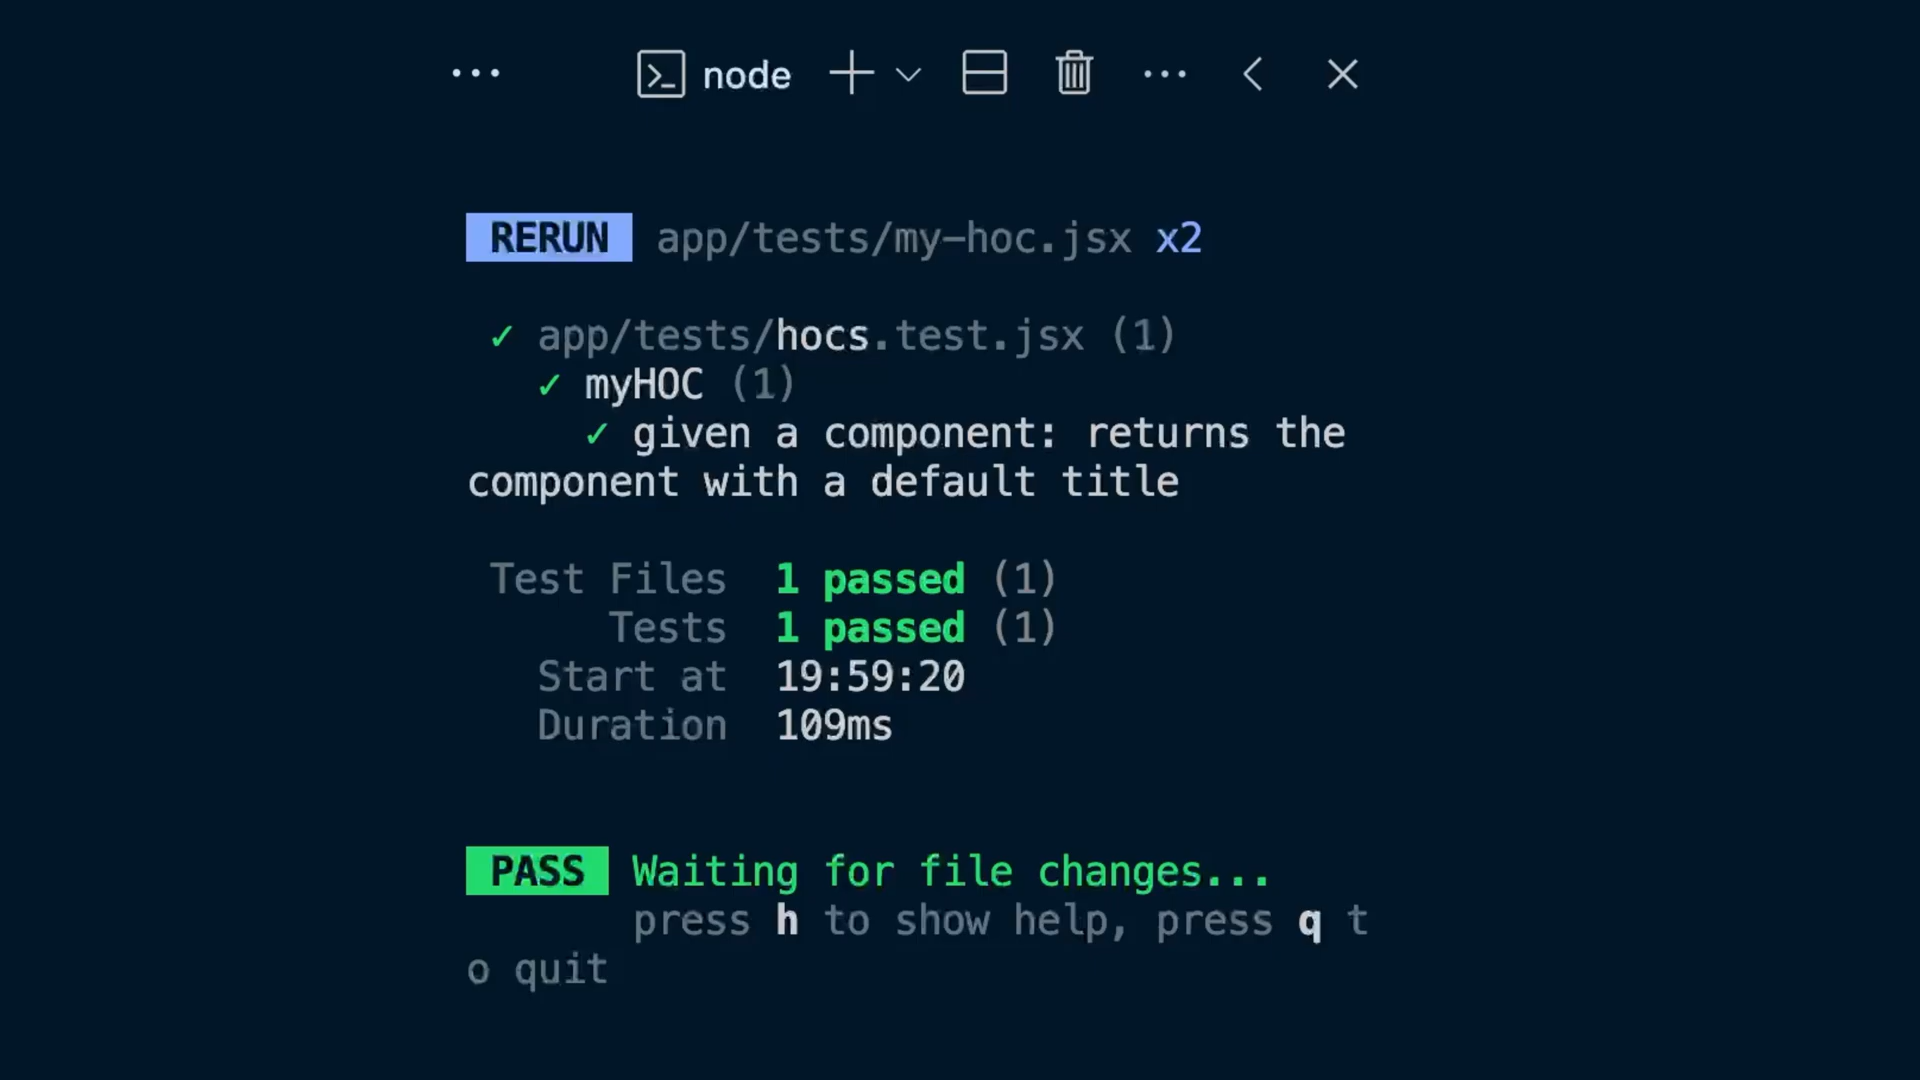 node
RERUN app/tests/my-hoc.jsx x2
✓ app/tests/hocs.test.jsx (1)
✓ myHOC (1)
✓ given a component: returns the
component with a default title
Test Files 1 passed (1)
Tests 1 passed (1)
Start at 19:59:20
Duration 109ms
PASS Waiting for file changes...
press h to show help, press q t
o quit